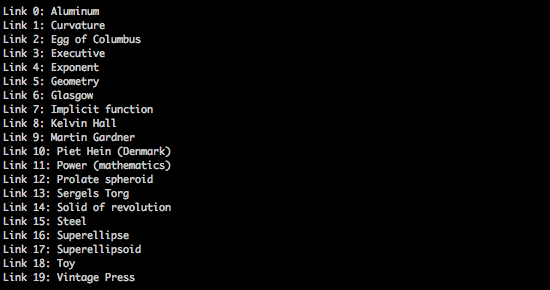 Link 0: Aluminum
Link 1: Curvature
Link 2: Egg of Columbus
Link 3: Executive
Link 4: Exponent
Link 5: Geometry
Link 6: Glasgow
Link 7: Implicit function
Link 8: Kelvin Hall
Link 9: Martin Gardner
Link 10: Piet Hein (Denmark)
Link 11: Power (mathematics)
Link 12: Prolate spheroid
Link 13: Sergels Torg
Link 14: Solid of revolution
Link 15: Steel
Link 16: Superellipse
Link 17: Superellipsoid
Link 18: Toy
Link 19: Vintage Press